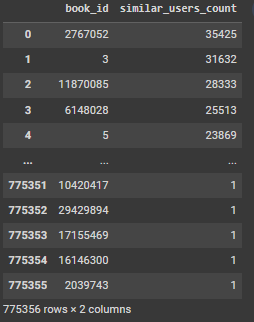 book_id similar_users_count
0 2767052 35425
1 3 31632
2 11870085 28333
3 6148028 25513
4 5 23869
... ... ...
775351 10420417 1
775352 29429894 1
775353 17155469 1
775354 16146300 1
775355 2039743 1
775356 rows × 2 columns